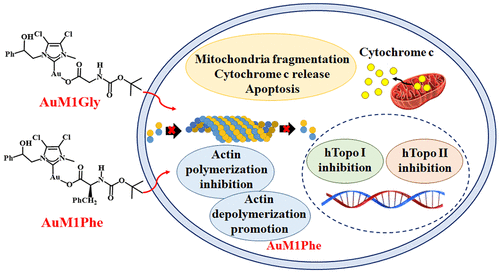 OH
Cl
Cl
Ph
N
N
Au
O
O
H
N
O
O
AuM1Gly
Cl
Cl
OH
Ph
N
N
Au
O
O
H
N
O
O
PhCH2
AuM1Phe
Mitochondria fragmentation
Cytochrome c release
Apoptosis
Cytochrome c
Actin
polymerization
inhibition
Actin
depolymerization
promotion
AuM1Phe
hTopo I
inhibition
hTopo II
inhibition